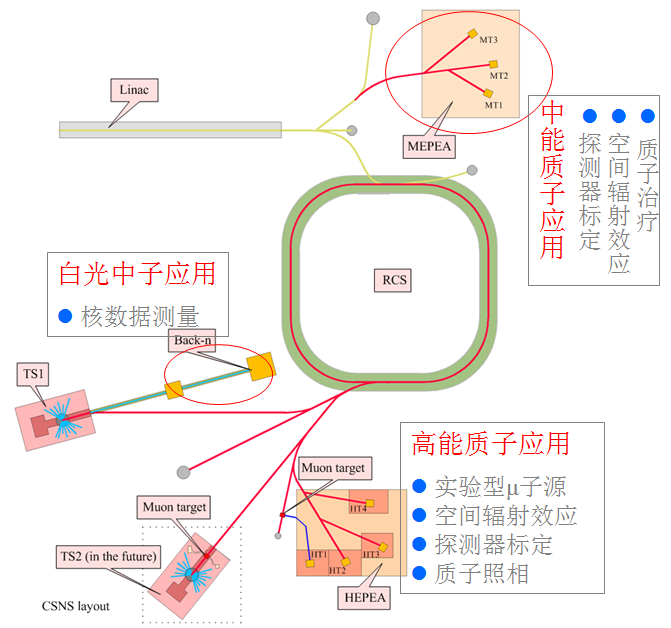 MT3
MT2
MT1
MEPEA
Linac
中能质子应用
探测器标定
空间辐射效应
质子治疗
RCS
白光中子应用
核数据测量
Back-n
TS1
高能质子应用
实验型μ子源
空间辐射效应
探测器标定
质子照相
Muon target
HT4
HT3
HT1
HT2
HEPEA
Muon target
TS2 (in the future)
CSNS layout